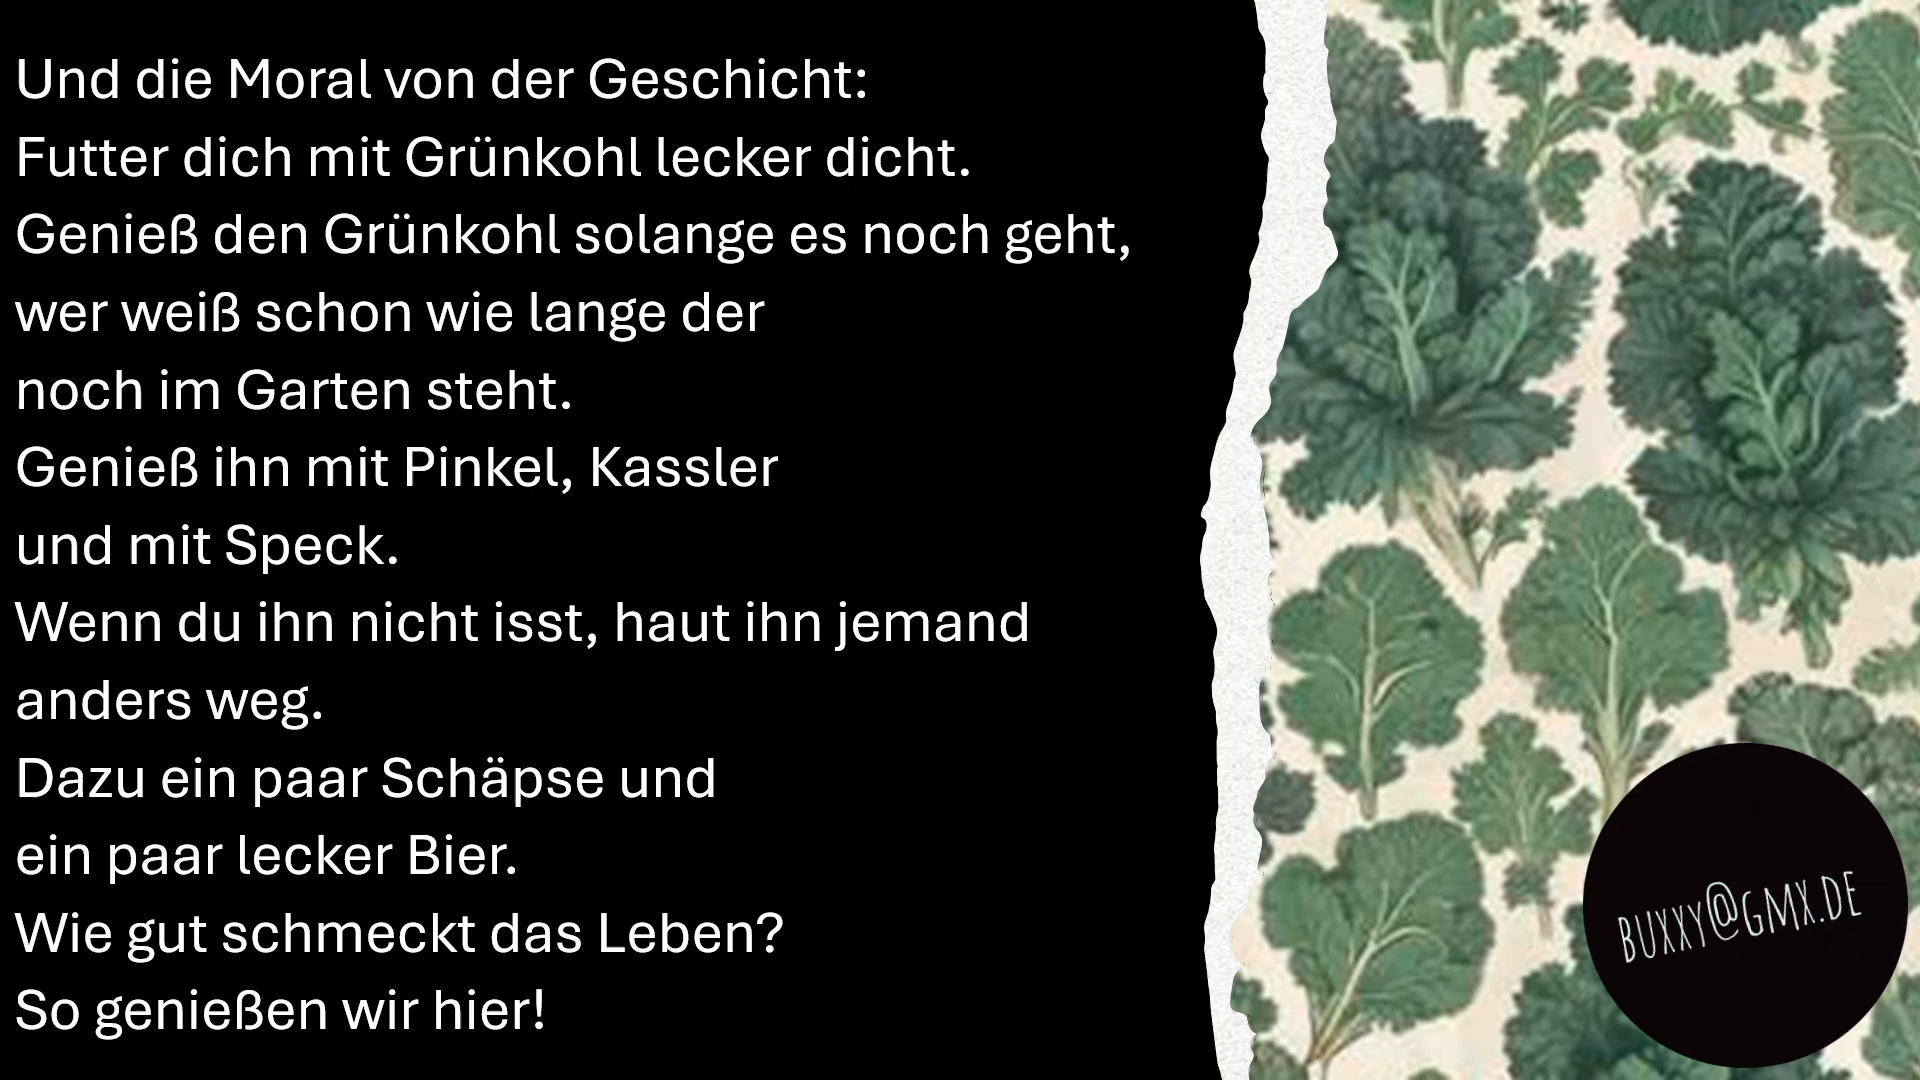 Und die Moral von der Geschicht:
Futter dich mit Grünkohl lecker dicht.
Genieß den Grünkohl solange es noch geht,
wer weiß schon wie lange der
noch im Garten steht.
Genieß ihn mit Pinkel, Kassler
und mit Speck.
Wenn du ihn nicht isst, haut ihn jemand
anders weg.
Dazu ein paar Schäpse und
ein paar lecker Bier.
Wie gut schmeckt das Leben?
So genießen wir hier!
BUXXY@GMX.DE